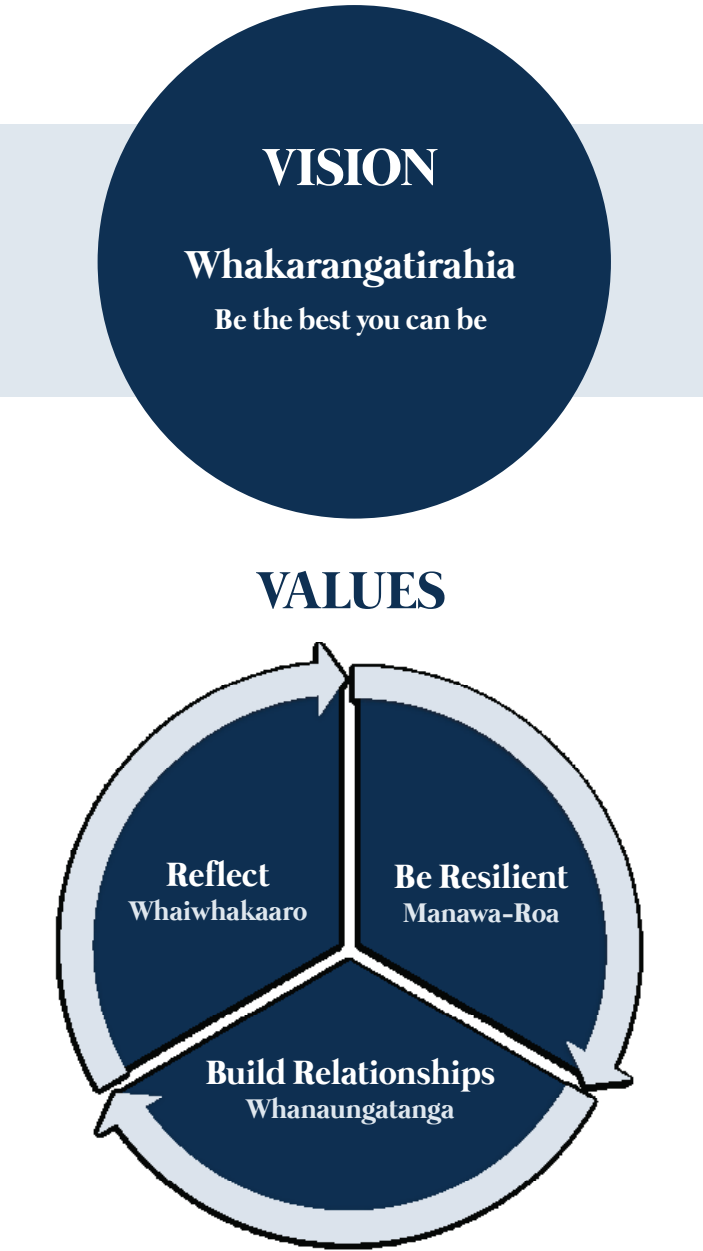 VISION
Whakarangatirahia
Be the best you can be
VALUES
Reflect
Whaiwhakaaro
Be Resilient
Manawa-Roa
Build Relationships
Whanaungatanga